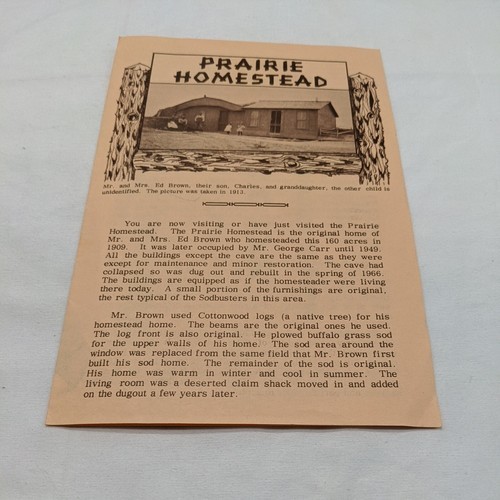 PRAIRIE
HOMESTEAD
Mr. and Mrs. Ed Brown, their son, Charles, and granddaughter, the other child is
unidentified. The picture was taken in 1913.
You are now visiting or have just visited the Prairie
Homestead. The Prairie Homestead is the original home of
Mr. and Mrs. Ed Brown who homesteaded this 160 acres in
1909. It was later occupied by Mr. George Carr until 1949.
All the buildings except the cave are the same as they were
except for maintenance and minor restoration. The cave had
collapsed so was dug out and rebuilt in the spring of 1966.
The buildings are equipped as if the homesteader were living
there today. A small portion of the furnishings are original,
the rest typical of the Sodbusters in this area.
Mr. Brown used Cottonwood logs (a native tree) for his
homestead home. The beams are the original ones he used.
The log front is also original. He plowed buffalo grass sod
for the upper walls of his home. The sod area around the
window was replaced from the same field that Mr. Brown first
built his sod home. The remainder of the sod is original.
His home was warm in winter and cool in summer. The
living room was a deserted claim shack moved in and added
on the dugout a few years later.